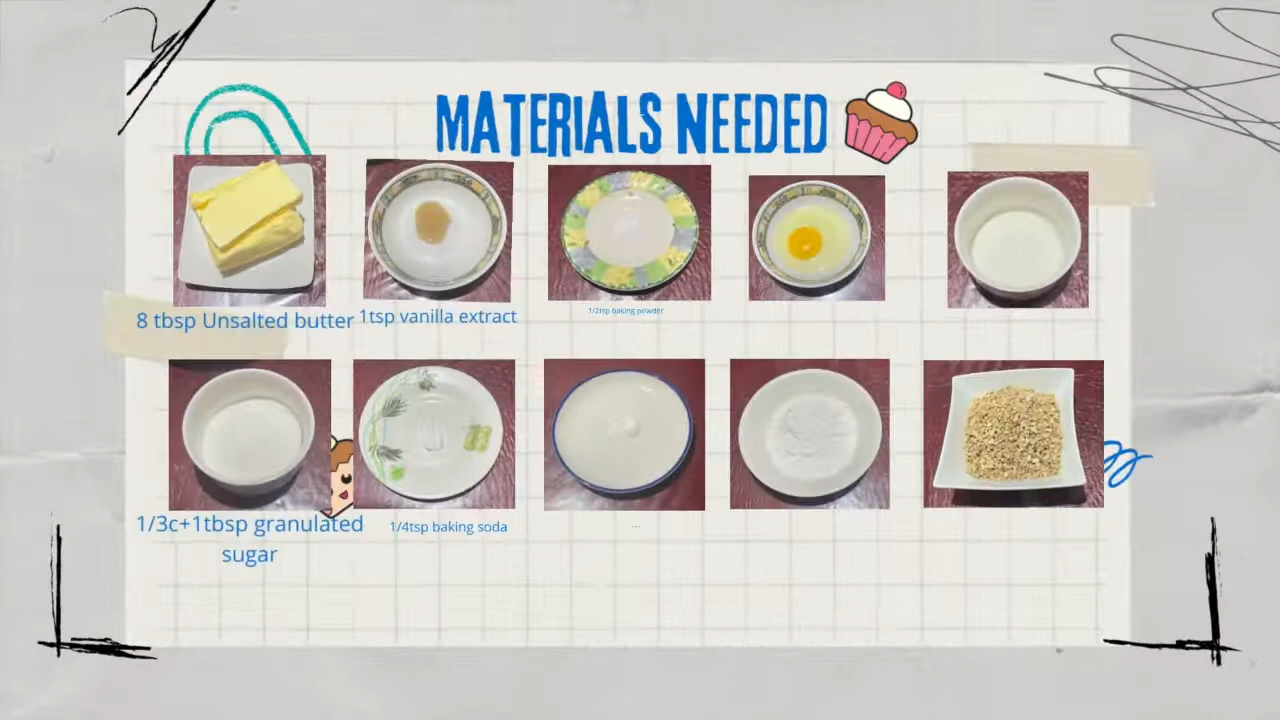 MATERIALS NEEDED
8 tbsp Unsalted butter
1tsp vanilla extract
1/2tsp baking powder
1/3c+1tbsp granulated
sugar
1/4tsp baking soda